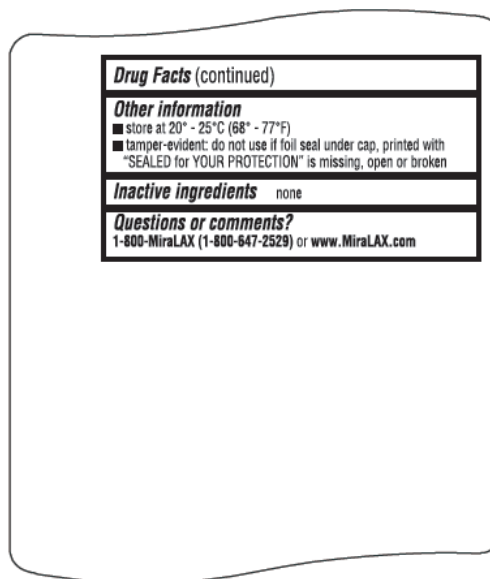 Drug Facts (continued)
Other information
■ store at 20° - 25°C (68° - 77°F)
■ tamper-evident: do not use if foil seal under cap, printed with
“SEALED for YOUR PROTECTION” is missing, open or broken
Inactive ingredients none
Questions or comments?
1-800-MiraLAX (1-800-647-2529) or www.MiraLAX.com